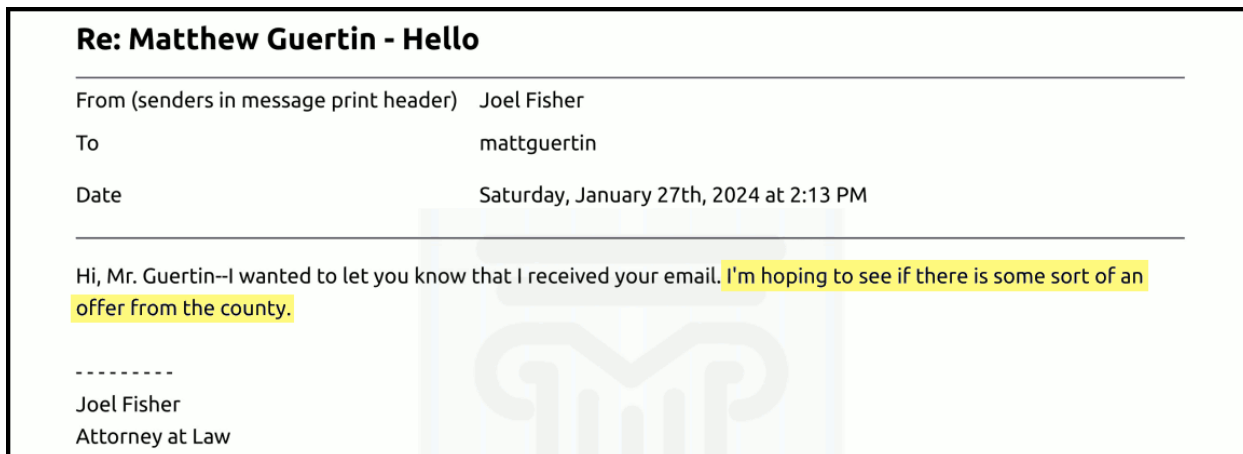 Re: Matthew Guertin - Hello
From (senders in message print header) Joel Fisher
To mattguertin
Date Saturday, January 27th, 2024 at 2:13 PM
Hi, Mr. Guertin--I wanted to let you know that I received your email. I'm hoping to see if there is some sort of an
offer from the county.
- - - - - - - - -
Joel Fisher
Attorney at Law